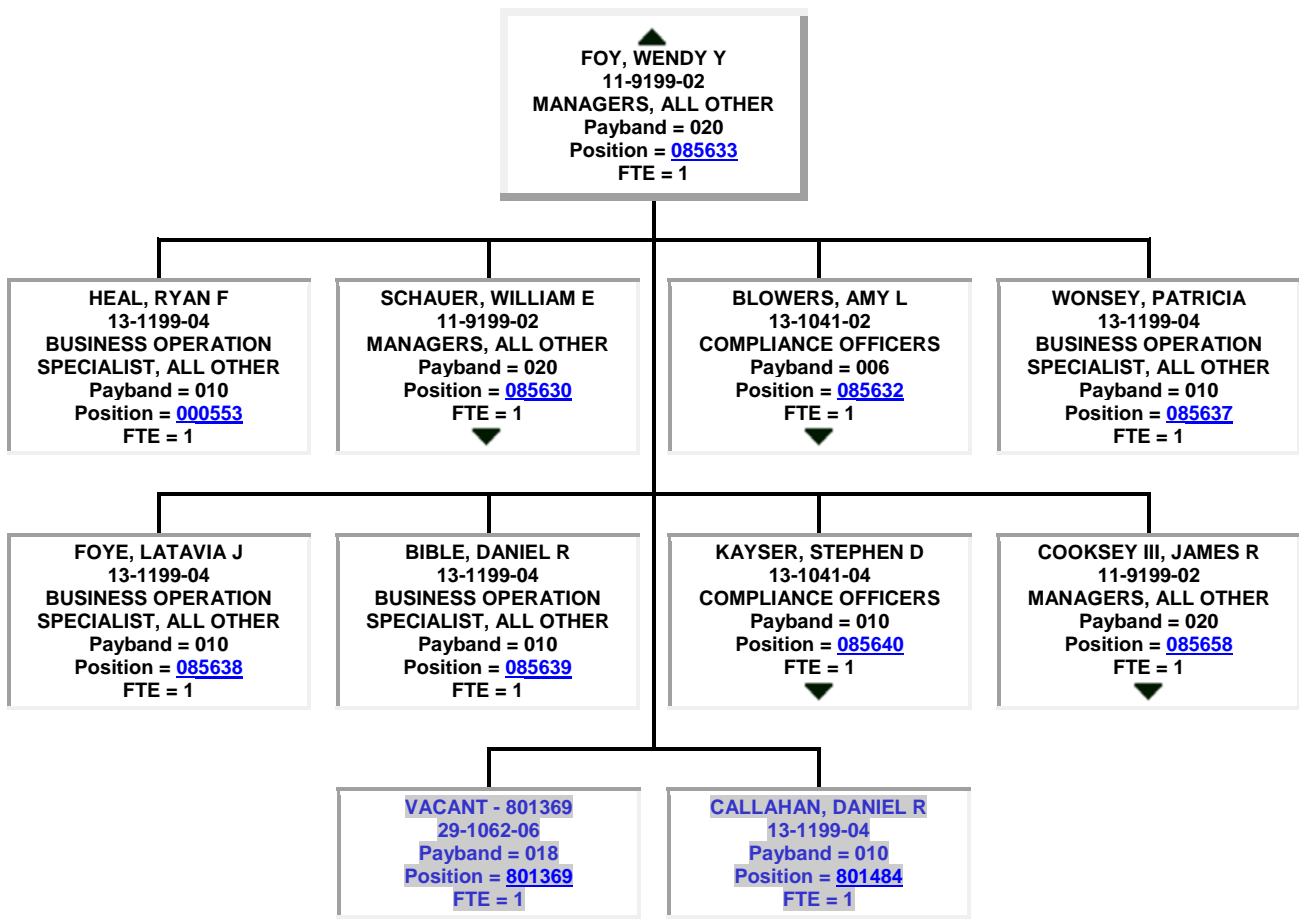 FOY, WENDY Y
11-9199-02
MANAGERS, ALL OTHER
Payband = 020
Position = 085633
FTE = 1
HEAL, RYAN F
13-1199-04
BUSINESS OPERATION
SPECIALIST, ALL OTHER
Payband = 010
Position = 000553
FTE = 1
SCHAUER, WILLIAM E
11-9199-02
MANAGERS, ALL OTHER
Payband = 020
Position = 085630
FTE = 1
BLOWERS, AMY L
13-1041-02
COMPLIANCE OFFICERS
Payband = 006
Position = 085632
FTE = 1
WONSEY, PATRICIA
13-1199-04
BUSINESS OPERATION
SPECIALIST, ALL OTHER
Payband = 010
Position = 085637
FTE = 1
FOYE, LATAVIA J
13-1199-04
BUSINESS OPERATION
SPECIALIST, ALL OTHER
Payband = 010
Position = 085638
FTE = 1
BIBLE, DANIEL R
13-1199-04
BUSINESS OPERATION
SPECIALIST, ALL OTHER
Payband = 010
Position = 085639
FTE = 1
KAYSER, STEPHEN D
13-1041-04
COMPLIANCE OFFICERS
Payband = 010
Position = 085640
FTE = 1
COOKSEY III, JAMES R
11-9199-02
MANAGERS, ALL OTHER
Payband = 020
Position = 085658
FTE = 1
VACANT - 801369
29-1062-06
Payband = 018
Position = 801369
FTE = 1
CALLAHAN, DANIEL R
13-1199-04
Payband = 010
Position = 801484
FTE = 1